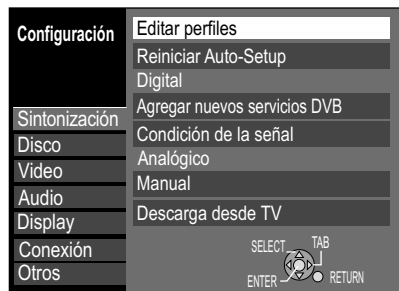 Configuración
Sintonización
Disco
Video
Audio
Display
Conexión
Otros
Editar perfiles
Reiniciar Auto-Setup
Digital
Agregar nuevos servicios DVB
Condición de la señal
Analógico
Manual
Descarga desde TV
SELECT TAB
ENTER RETURN